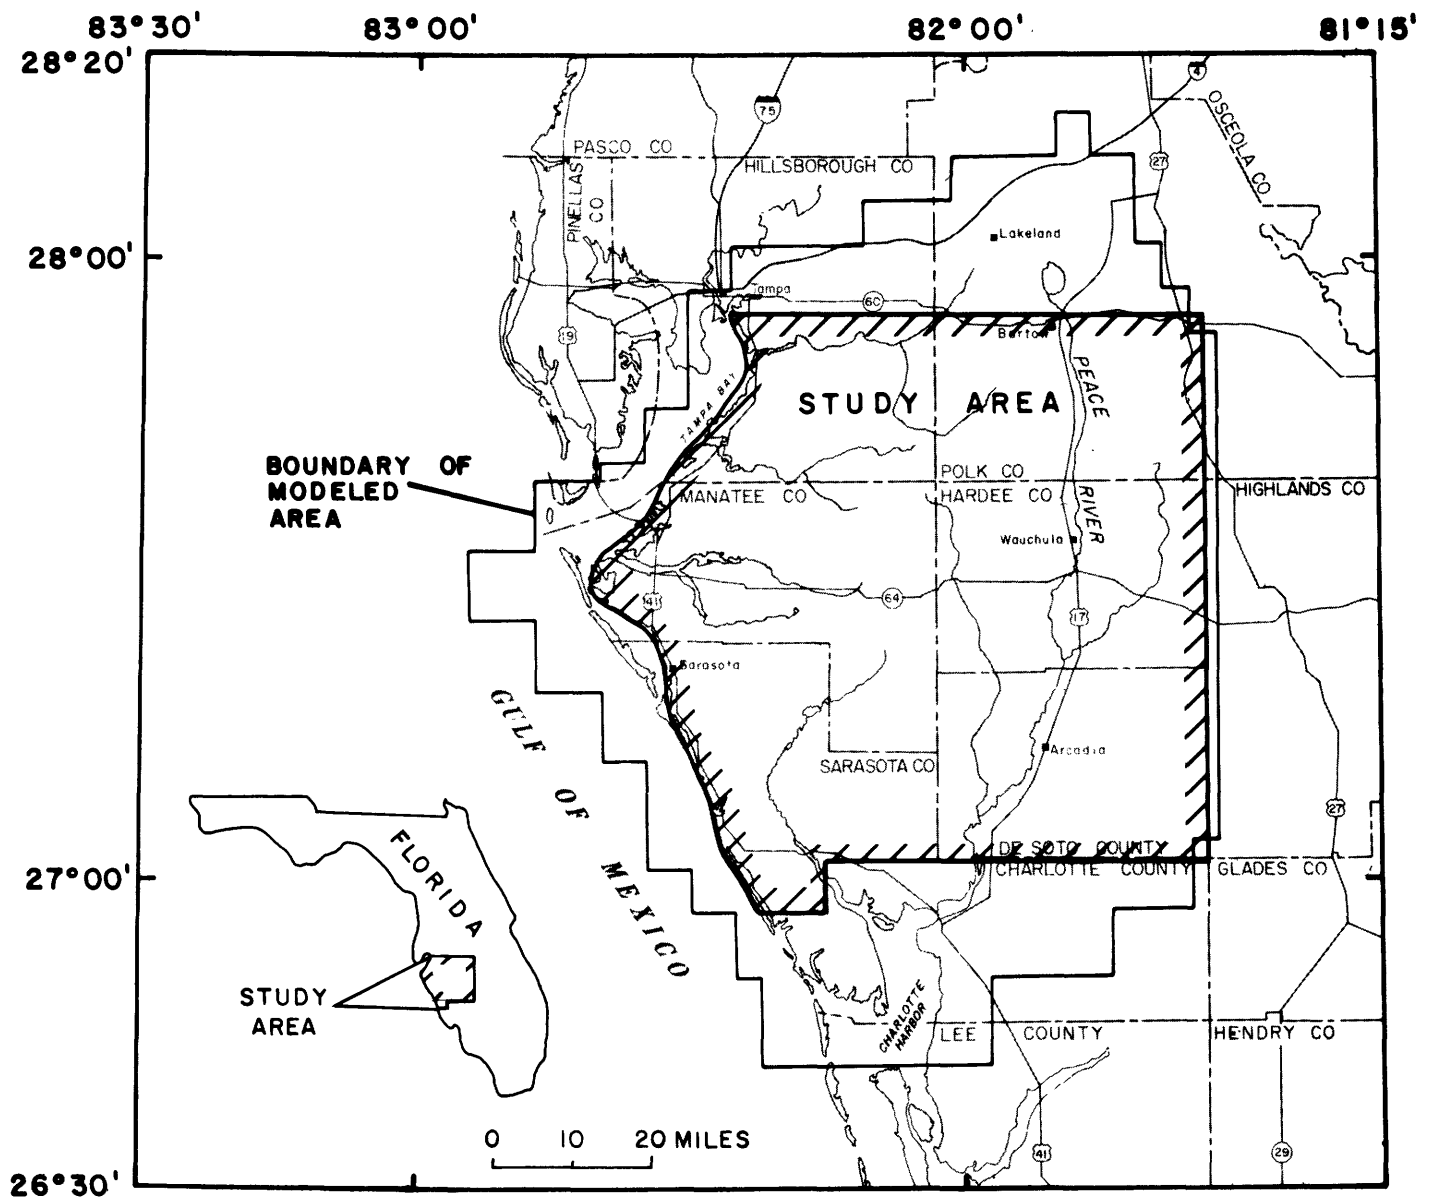 83°30'
83°00'
82°00'
81°15'
28°20'
4
75
OSCEOLA CO
PASCO CO
27
HILLSBOROUGH CO
PINELLAS
CO
Lakeland
28°00'
Tampa
60
19
Bartow
PEACE
TAMPA BAY
STUDY AREA
BOUNDARY OF
MODELED
AREA
POLK CO
MANATEE CO
HARDEE CO
HIGHLANDS CO
RIVER
Wauchula
64
41
17
Sarasota
GULF OF MEXICO
Arcadia
SARASOTA CO
27
FLORIDA
DE SOTO COUNTY
27°00'
CHARLOTTE COUNTY
GLADES CO
STUDY
AREA
CHARLOTTE
HARBOR
LEE COUNTY
HENDRY CO
0 10 20 MILES
41
29
26°30'